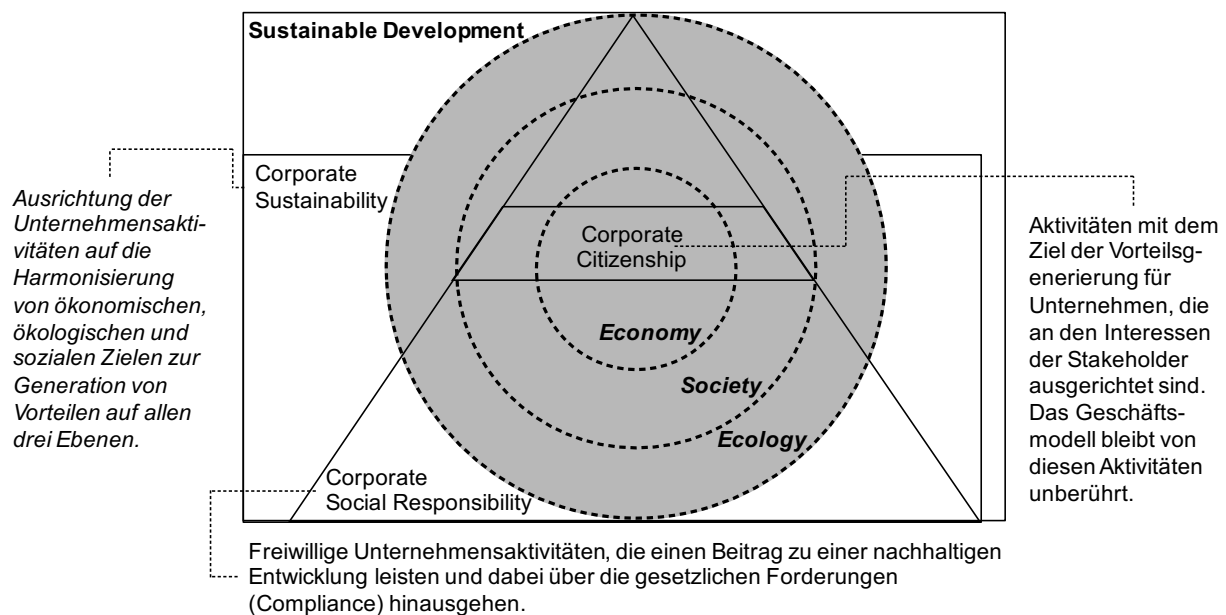 Sustainable Development
Corporate
Sustainability
Ausrichtung der
Unternehmensakti-
vitäten auf die
Harmonisierung
von ökonomischen,
ökologischen und
sozialen Zielen zur
Generation von
Vorteilen auf allen
drei Ebenen.
Corporate
Citizenship
Economy
Society
Ecology
Aktivitäten mit dem
Ziel der Vorteilsg-
enerierung für
Unternehmen, die
an den Interessen
der Stakeholder
ausgerichtet sind.
Das Geschäfts-
modell bleibt von
diesen Aktivitäten
unberührt.
Corporate
Social Responsibility
Freiwillige Unternehmensaktivitäten, die einen Beitrag zu einer nachhaltigen
Entwicklung leisten und dabei über die gesetzlichen Forderungen
(Compliance) hinausgehen.